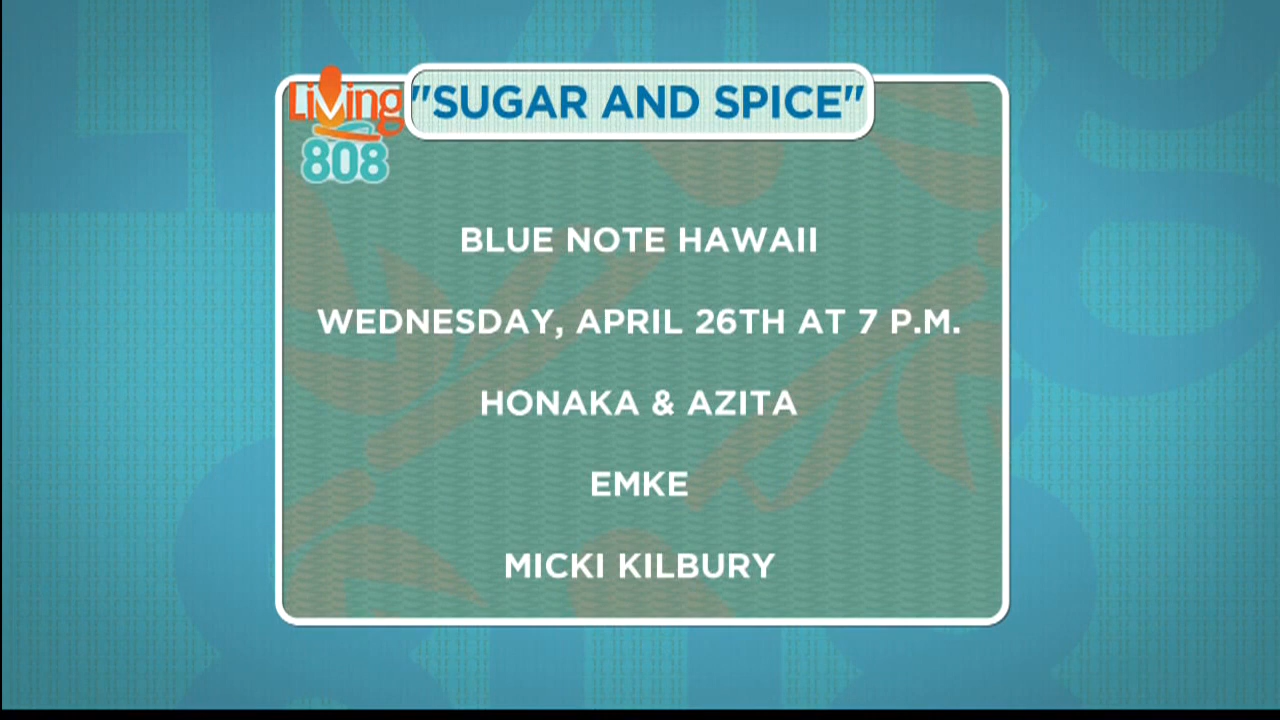 Living
808
"SUGAR AND SPICE"
BLUE NOTE HAWAII
WEDNESDAY, APRIL 26TH AT 7 P.M.
HONAKA & AZITA
EMKE
MICKI KILBURY